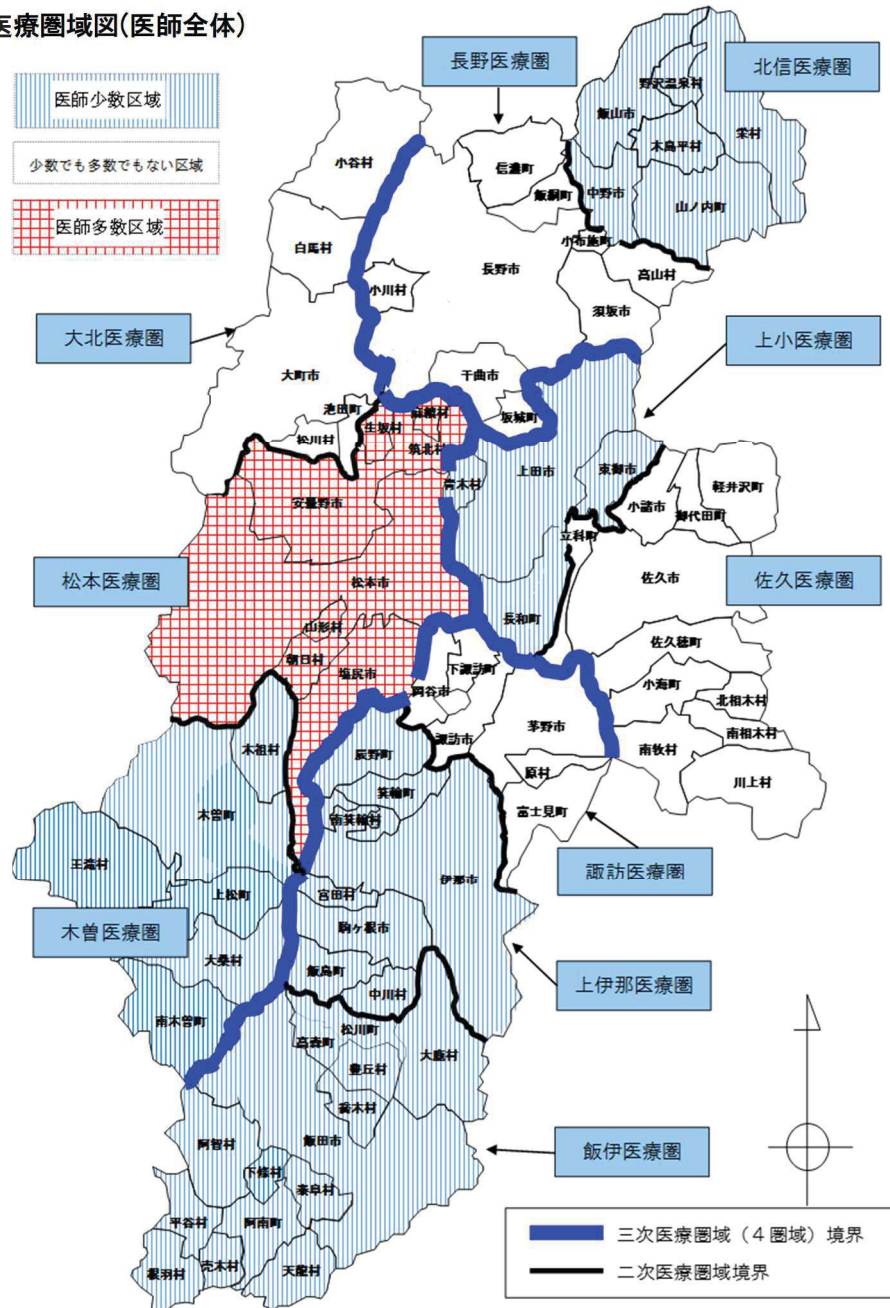 医療圏域図(医師全体)
医師少数区域
少数でも多数でもない区域
医師多数区域
長野医療圏
北信医療圏
野沢温泉村
飯山市
栄村
木島平村
小谷村
信濃町
飯綱町
中野市
山ノ内町
小布施町
白馬村
長野市
高山村
小川村
須坂市
大北医療圏
上小医療圏
大町市
千曲市
池田町
麻績村
坂城町
生坂村
松川村
筑北村
上田市
東御市
青木村
軽井沢町
安曇野市
小諸市
御代田町
立科町
松本医療圏
松本市
佐久市
佐久医療圏
長和町
山形村
佐久穂町
朝日村
塩尻市
下諏訪町
小海町
岡谷市
北相木村
茅野市
南相木村
諏訪市
南牧村
木祖村
辰野町
原村
川上村
箕輪町
木曽町
南箕輪村
富士見町
王滝村
諏訪医療圏
伊那市
上松町
宮田村
木曽医療圏
駒ヶ根市
大桑村
飯島町
上伊那医療圏
中川村
南木曽町
松川町
高森町
大鹿村
豊丘村
喬木村
飯田市
阿智村
飯伊医療圏
下條村
泰阜村
平谷村
阿南町
売木村
根羽村
天龍村
三次医療圏域（４圏域）境界
二次医療圏域境界